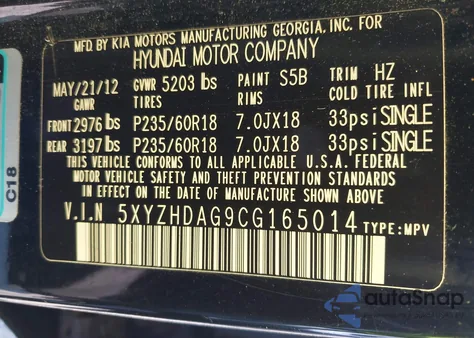 MFD. BY KIA MOTORS MANUFACTURING GEORGIA, INC. FOR
HYUNDAI MOTOR COMPANY
MAY/21/12 GVWR 5203 lbs PAINT S5B TRIM HZ
GAWR TIRES RIMS COLD TIRE INFL
FRONT 2976 lbs P235/60R18 7.0JX18 33psi SINGLE
REAR 3197 lbs P235/60R18 7.0JX18 33psi SINGLE
THIS VEHICLE CONFORMS TO ALL APPLICABLE U.S.A. FEDERAL
MOTOR VEHICLE SAFETY AND THEFT PREVENTION STANDARDS
IN EFFECT ON THE DATE OF MANUFACTURE SHOWN ABOVE
V.I.N 5XYZHDAG9CG165014 TYPE:MPV
C18
autoSnap